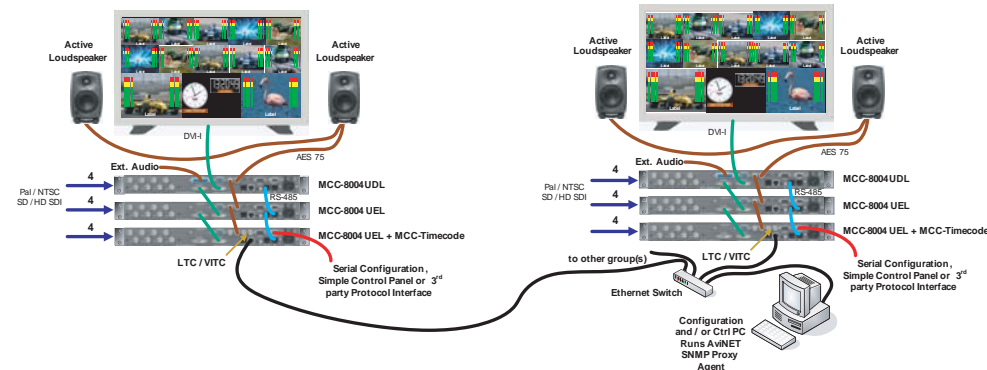 Active
Loudspeaker
Active
Loudspeaker
Label
DVI-I
AES 75
Ext. Audio
4
Pal / NTSC
SD / HD SDI
4
4
MCC-8004UDL
RS-485
MCC-8004 UEL
MCC-8004 UEL + MCC-Timecode
LTC / VITC
Serial Configuration ,
Simple Control Panel or 3rd
party Protocol Interface
Active
Loudspeaker
Active
Loudspeaker
Label
DVI-I
AES 75
Ext. Audio
4
Pal / NTSC
SD / HD SDI
4
4
MCC-8004UDL
RS-485
MCC-8004 UEL
MCC-8004 UEL + MCC-Timecode
LTC / VITC
to other group(s)
Ethernet Switch
Serial Configuration ,
Simple Control Panel or 3rd
party Protocol Interface
Configuration
and / or Ctrl PC
Runs AviNET
SNMP Proxy
Agent